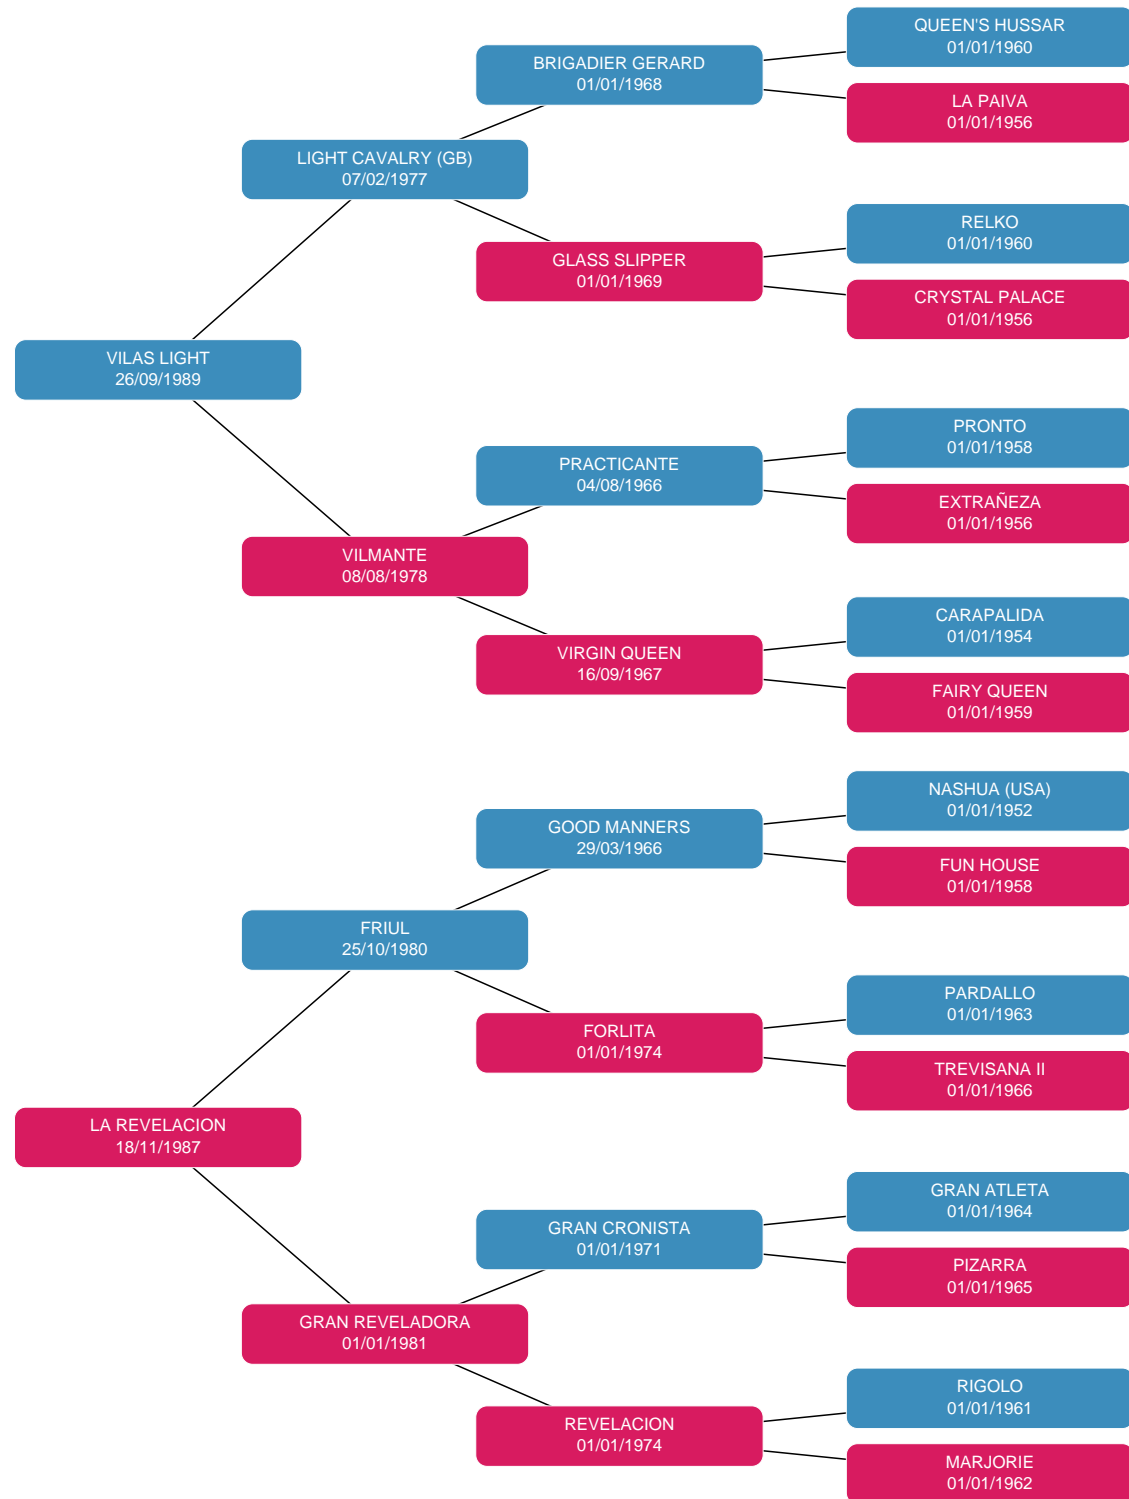 QUEEN'S HUSSAR
01/01/1960
BRIGADIER GERARD
01/01/1968
LA PAIVA
01/01/1956
LIGHT CAVALRY (GB)
07/02/1977
RELKO
01/01/1960
GLASS SLIPPER
01/01/1969
CRYSTAL PALACE
01/01/1956
VILAS LIGHT
26/09/1989
PRONTO
01/01/1958
PRACTICANTE
04/08/1966
EXTRAÑEZA
01/01/1956
VILMANTE
08/08/1978
CARAPALIDA
01/01/1954
VIRGIN QUEEN
16/09/1967
FAIRY QUEEN
01/01/1959
NASHUA (USA)
01/01/1952
GOOD MANNERS
29/03/1966
FUN HOUSE
01/01/1958
FRIUL
25/10/1980
PARDALLO
01/01/1963
FORLITA
01/01/1974
TREVISANA II
01/01/1966
LA REVELACION
18/11/1987
GRAN ATLETA
01/01/1964
GRAN CRONISTA
01/01/1971
PIZARRA
01/01/1965
GRAN REVELADORA
01/01/1981
RIGOLO
01/01/1961
REVELACION
01/01/1974
MARJORIE
01/01/1962